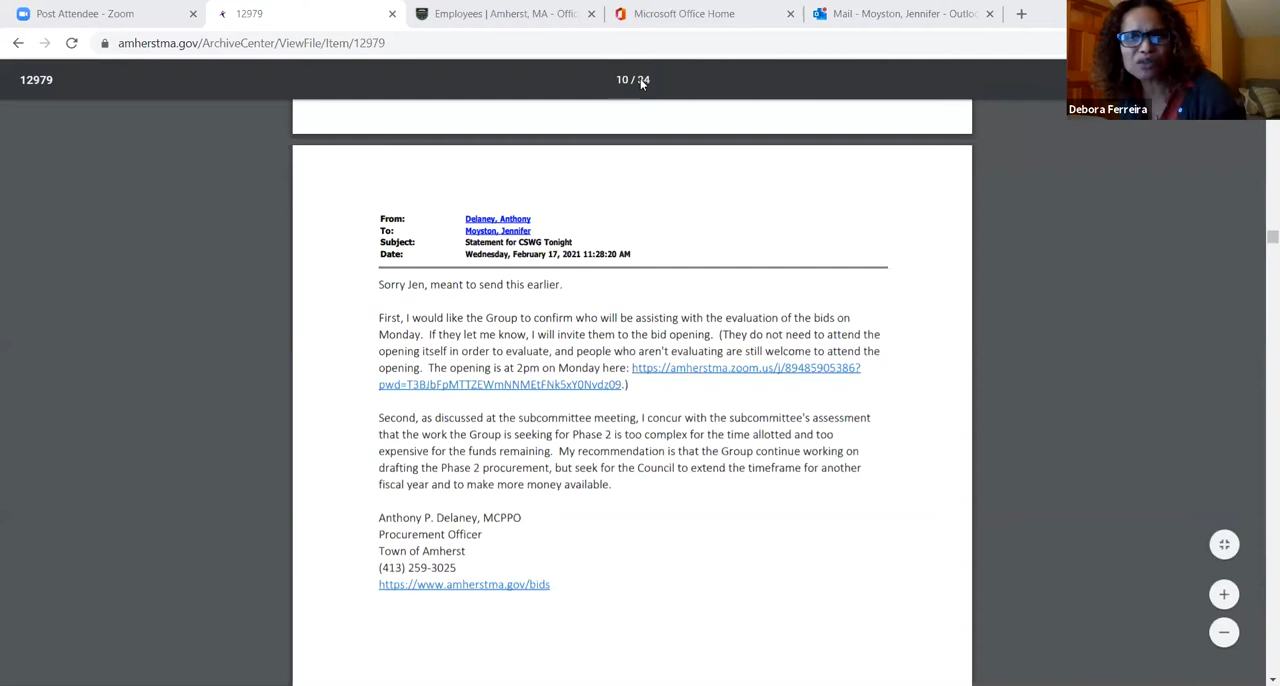 Post Attendee - Zoom
12979
Employees | Amherst, MA - Offic
Microsoft Office Home
Mail - Moyston, Jennifer - Outloo
amherstma.gov/ArchiveCenter/ViewFile/Item/12979
12979
10 / 24
Debora Ferreira
From: Delaney, Anthony
To: Moyston, Jennifer
Subject: Statement for CSWG Tonight
Date: Wednesday, February 17, 2021 11:28:20 AM
Sorry Jen, meant to send this earlier.
First, I would like the Group to confirm who will be assisting with the evaluation of the bids on
Monday. If they let me know, I will invite them to the bid opening. (They do not need to attend the
opening itself in order to evaluate, and people who aren't evaluating are still welcome to attend the
opening. The opening is at 2pm on Monday here: https://amherstma.zoom.us/j/89485905386?
pwd=T3BJbFpMTTZEWmNNMEtFNk5xY0Nvdz09.)
Second, as discussed at the subcommittee meeting, I concur with the subcommittee's assessment
that the work the Group is seeking for Phase 2 is too complex for the time allotted and too
expensive for the funds remaining. My recommendation is that the Group continue working on
drafting the Phase 2 procurement, but seek for the Council to extend the timeframe for another
fiscal year and to make more money available.
Anthony P. Delaney, MCPPO
Procurement Officer
Town of Amherst
(413) 259-3025
https://www.amherstma.gov/bids